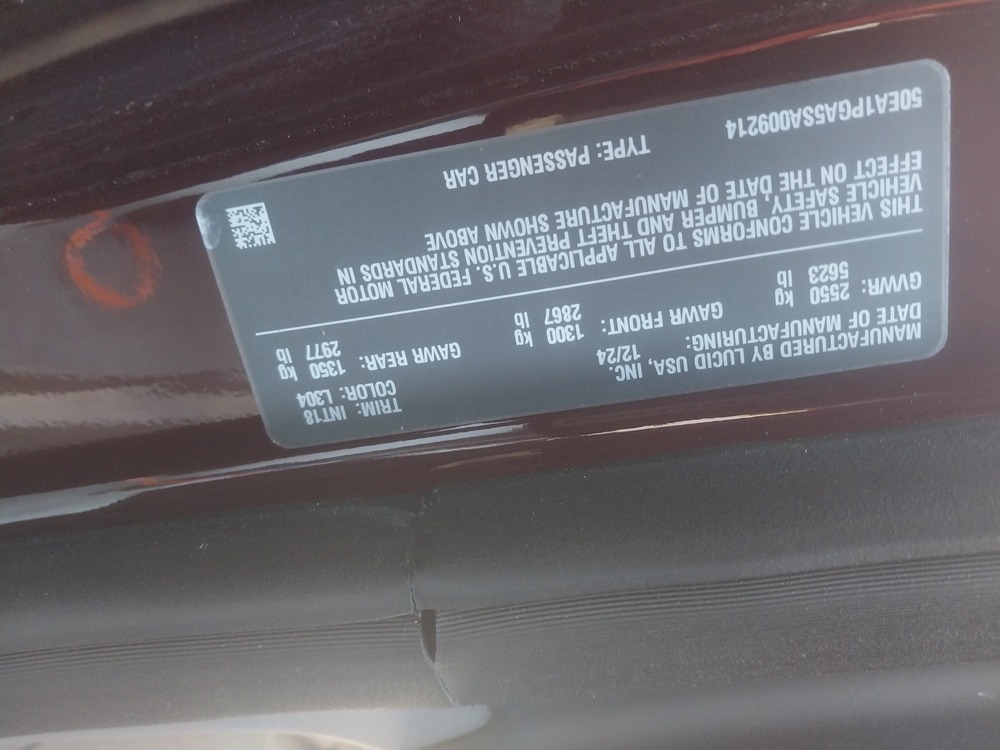 MANUFACTURED BY LUCID USA, INC.
DATE OF MANUFACTURING: 12/24
TRIM: INT18
COLOR: L304
GVWR: 2550 kg
5623 lb
GAWR FRONT: 1300 kg
2867 lb
GAWR REAR: 1350 kg
2977 lb
THIS VEHICLE CONFORMS TO ALL APPLICABLE U.S. FEDERAL MOTOR
VEHICLE SAFETY, BUMPER AND THEFT PREVENTION STANDARDS IN
EFFECT ON THE DATE OF MANUFACTURE SHOWN ABOVE
50EA1PGA5SA009214
TYPE: PASSENGER CAR